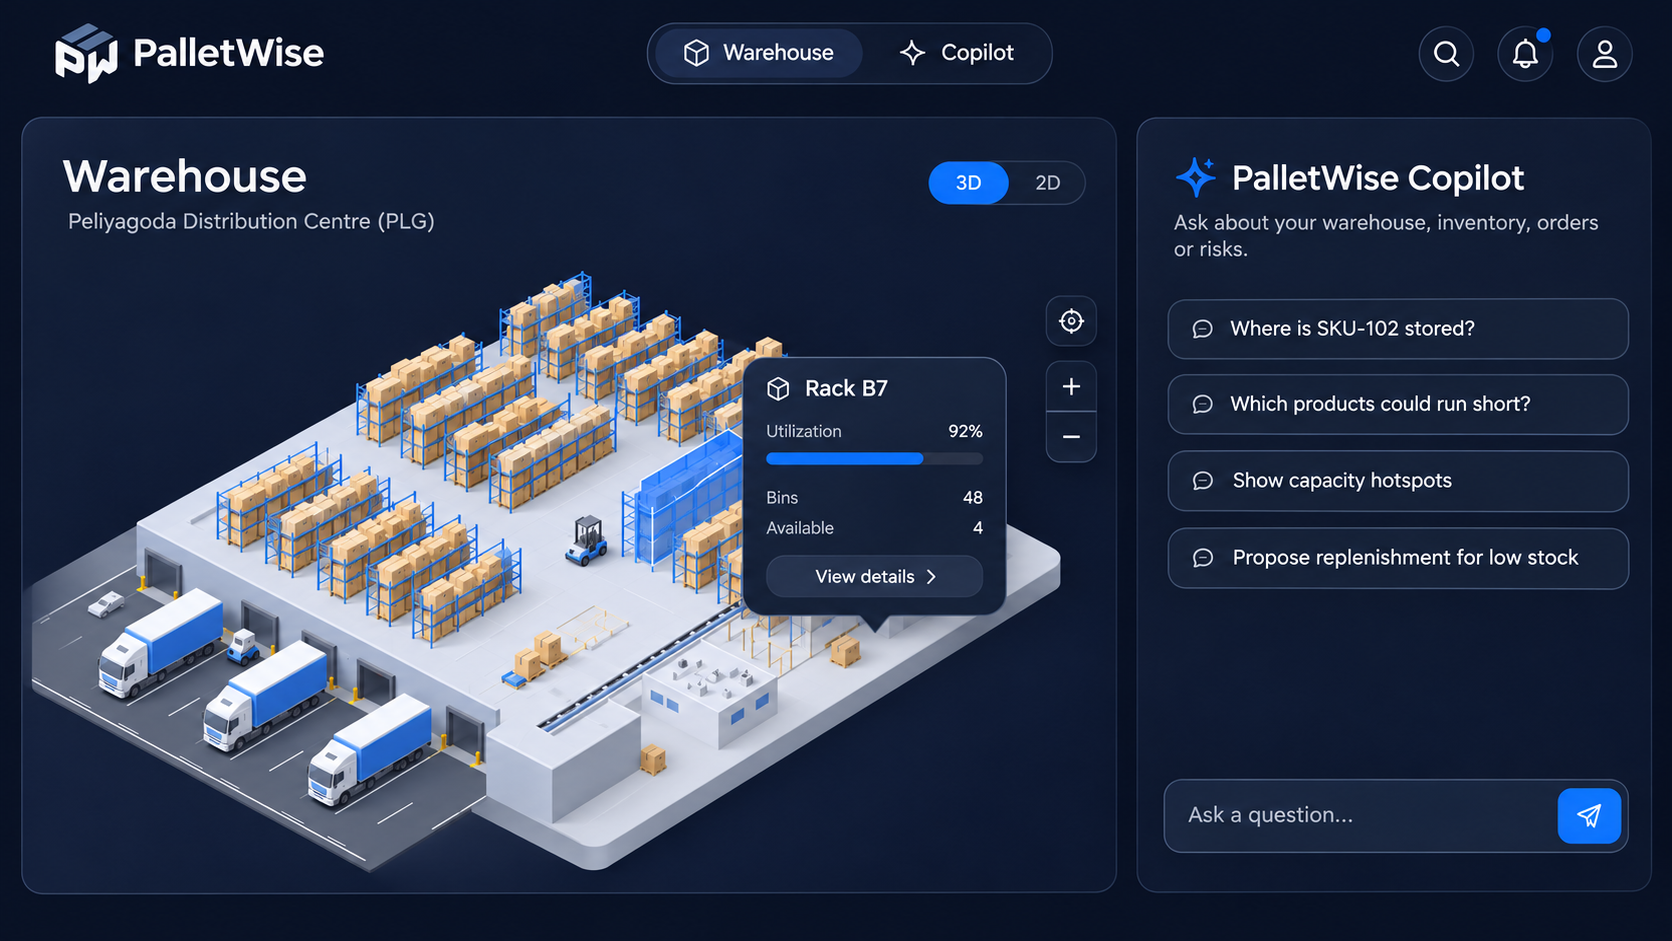 PalletWise
Warehouse
Copilot
Warehouse
Peliyagoda Distribution Centre (PLG)
3D
2D
Rack B7
Utilization 92%
Bins 48
Available 4
View details
PalletWise Copilot
Ask about your warehouse, inventory, orders
or risks.
Where is SKU-102 stored?
Which products could run short?
Show capacity hotspots
Propose replenishment for low stock
Ask a question...